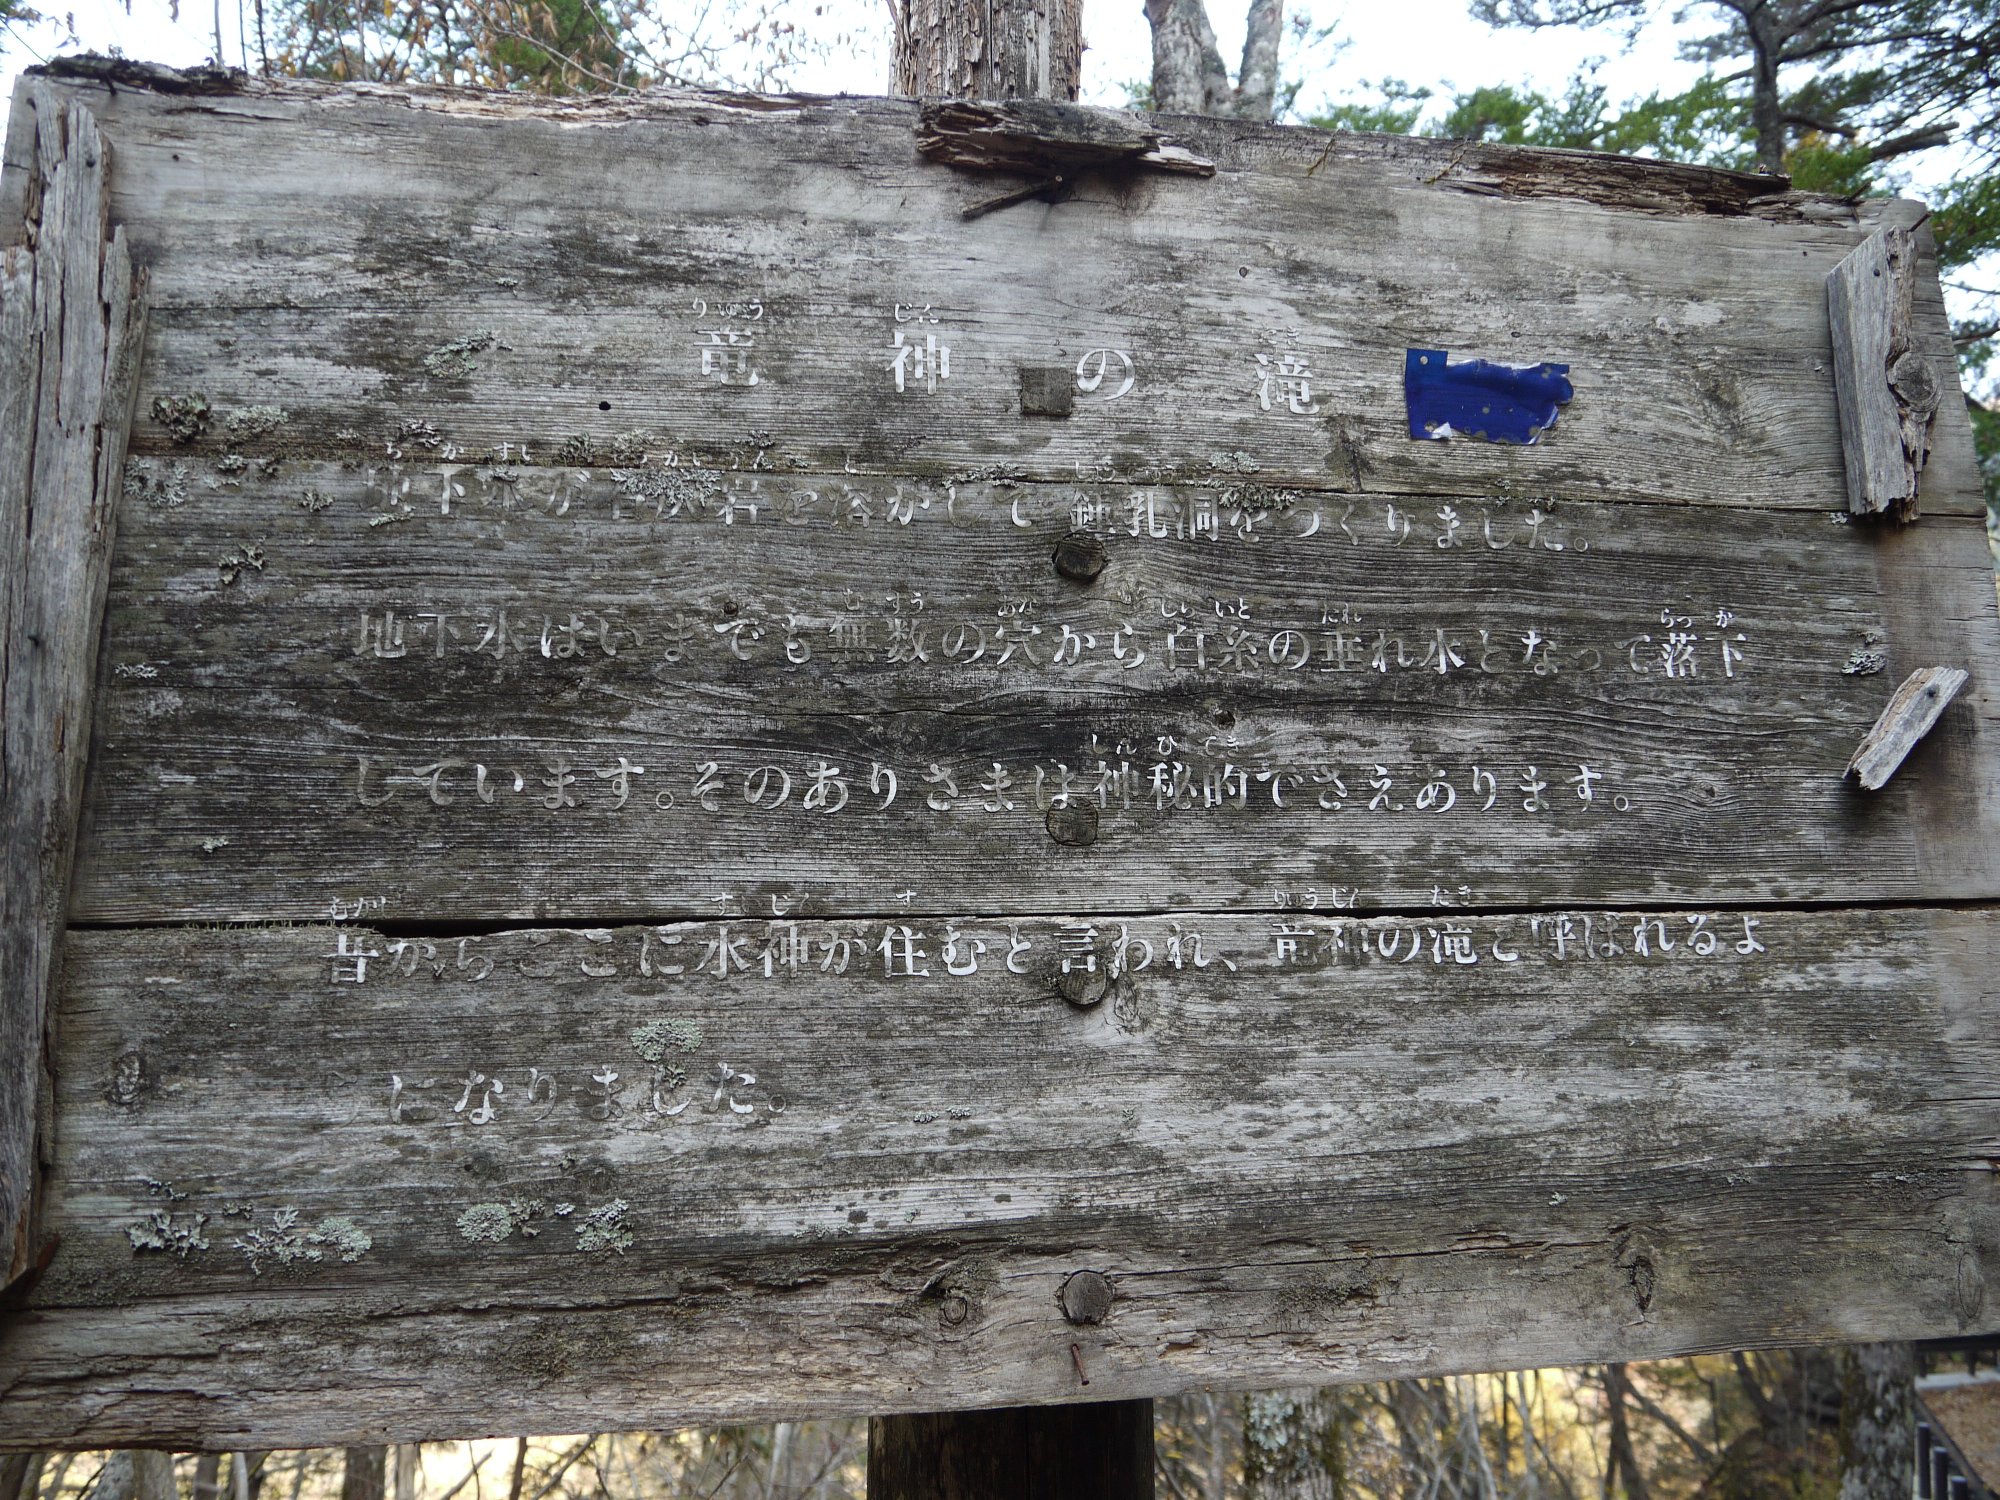 竜神の滝
地下水が石灰岩を溶かして鍾乳洞をつくりました。
地下水はいまでも無数の穴から白糸の垂れ水となって落下
しています。そのありさまは神秘的でさえあります。
昔からここに水神が住むと言われ、竜神の滝と呼ばれるよ
うになりました。